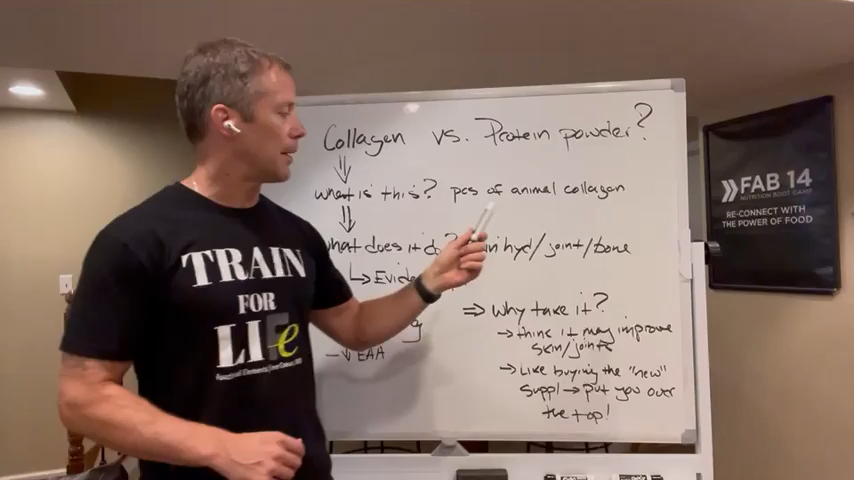 Collagen vs. Protein powder?
What is this? pcs of animal collagen
What does it do? hyd/joint/bone
→ Evide
- ↓ EAA
⇒ Why take it?
→ think it may improve
skin/joints
→ Like buying the "new"
suppl → put you over
the top!
TRAIN
FOR
LIFe
FAB 14
NUTRITION BOOT CAMP
RE-CONNECT WITH THE
POWER OF FOOD